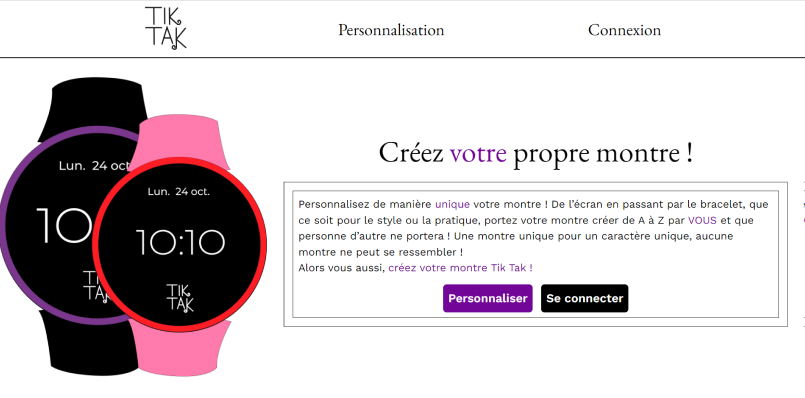 TIK
TAK
Personnalisation
Connexion
Lun. 24 oct
10
TI
TA
Lun. 24 oct.
10:10
TIK
TAK
Créez votre propre montre !
Personnalisez de manière unique votre montre ! De l'écran en passant par le bracelet, que
ce soit pour le style ou la pratique, portez votre montre créer de A à Z par VOUS et que
personne d'autre ne portera ! Une montre unique pour un caractère unique, aucune
montre ne peut se ressembler !
Alors vous aussi, créez votre montre Tik Tak !
Personnaliser
Se connecter